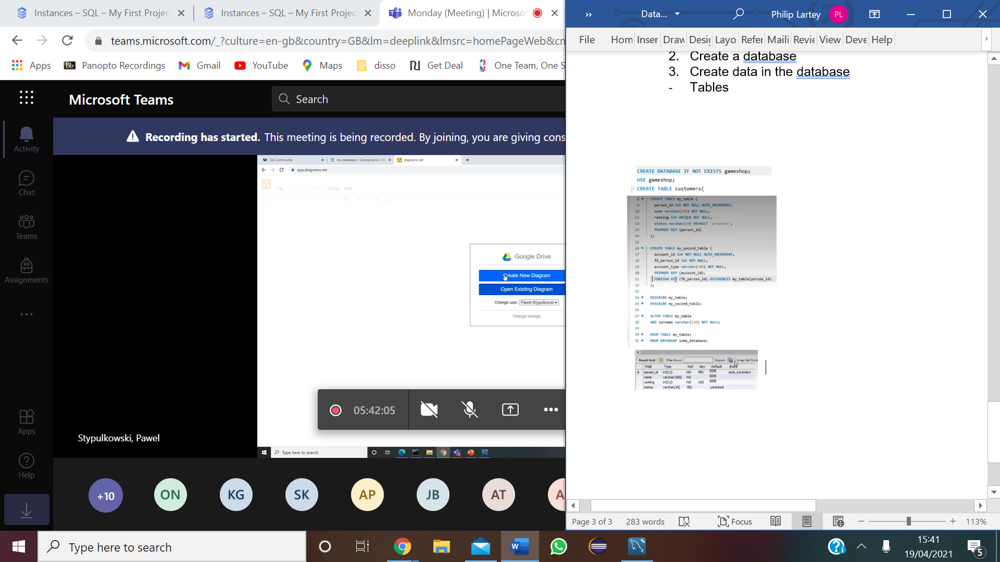 Instances – SQL – My First Project
Instances – SQL – My First Projec
Monday (Meeting) | Microso
teams.microsoft.com/_?culture=en-gb&country=GB&lm=deeplink&lmsrc=homePageWeb&cm
Apps
Bb Panopto Recordings
Gmail
YouTube
Maps
disso
Get Deal
One Team, One S
Microsoft Teams
Search
Recording has started. This meeting is being recorded. By joining, you are giving cons
Activity
Chat
Teams
Assignments
Apps
Help
QA QA Community
my-database – Connections – SC
diagrams.net
app.diagrams.net
File
Extras
Help
Google Drive
Create New Diagram
Open Existing Diagram
Change user: Pawel Stypulkowsl
Change storage
05:42:05
Stypulkowski, Pawel
Type here to search
+10
ON
KG
SK
AP
JB
AT
A
Data...
Philip Lartey
PL
File
Hom
Inser
Draw
Desig
Layo
Refer
Maili
Revie
View
Deve
Help
2. Create a database
3. Create data in the database
- Tables
CREATE DATABASE IF NOT EXISTS gameshop;
USE gameshop;
CREATE TABLE customers(
8 CREATE TABLE my_table (
9 person_id int NOT NULL AUTO_INCREMENT,
10 name varchar(100) NOT NULL,
11 ranking int UNIQUE NOT NULL,
12 status varchar(10) DEFAULT 'unranked',
13 PRIMARY KEY (person_id)
14 );
15
16 CREATE TABLE my_second_table (
17 account_id int NOT NULL AUTO_INCREMENT,
18 fk_person_id int NOT NULL,
19 account_type varchar(100) NOT NULL,
20 PRIMARY KEY (account_id),
21 FOREIGN KEY (fk_person_id) REFERENCES my_table(person_id)
22 );
23
24 DESCRIBE my_table;
25 DESCRIBE my_second_table;
26
27 ALTER TABLE my_table
28 ADD surname varchar(100) NOT NULL;
29
30 DROP TABLE my_table;
31 DROP DATABASE some_database;
Result Grid Filter Rows: Export: Wrap Cell Conte
Field Type Null Key Default Extra
person_id int(11) NO PRI NULL auto_increment
name varchar(100) NO NULL
ranking int(11) NO UNI NULL
status varchar(10) YES unranked
Page 3 of 3
283 words
Focus
113%
Type here to search
15:41
19/04/2021
5